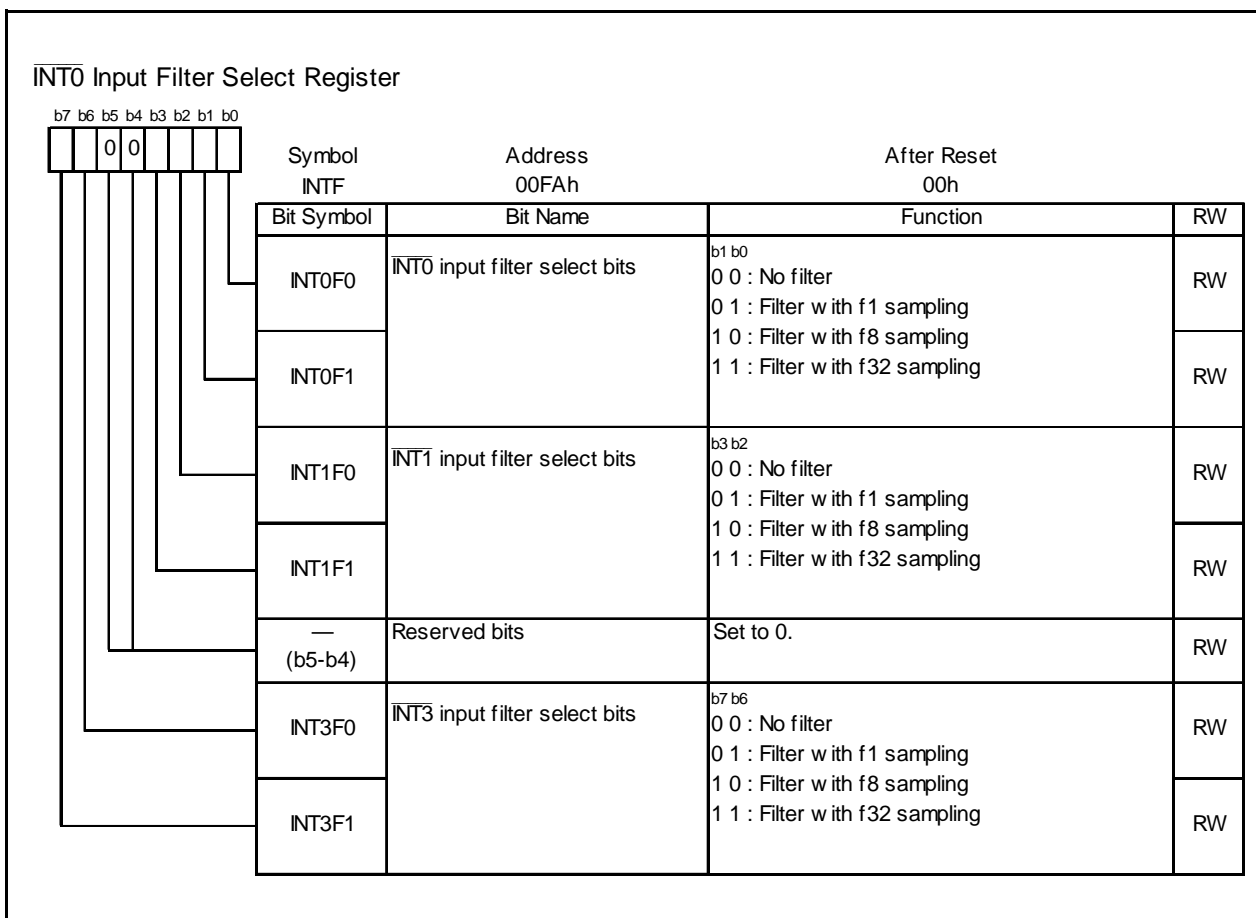 INT0 Input Filter Select Register
b7 b6 b5 b4 b3 b2 b1 b0
0 0
Symbol Address After Reset
INTF 00FAh 00h
Bit Symbol Bit Name Function RW
INT0F0 INT0 input filter select bits b1 b0 RW
0 0 : No filter
0 1 : Filter with f1 sampling
1 0 : Filter with f8 sampling
INT0F1 1 1 : Filter with f32 sampling RW
INT1F0 INT1 input filter select bits b3 b2 RW
0 0 : No filter
0 1 : Filter with f1 sampling
1 0 : Filter with f8 sampling
INT1F1 1 1 : Filter with f32 sampling RW
— Reserved bits Set to 0. RW
(b5-b4)
INT3F0 INT3 input filter select bits b7 b6 RW
0 0 : No filter
0 1 : Filter with f1 sampling
1 0 : Filter with f8 sampling
INT3F1 1 1 : Filter with f32 sampling RW